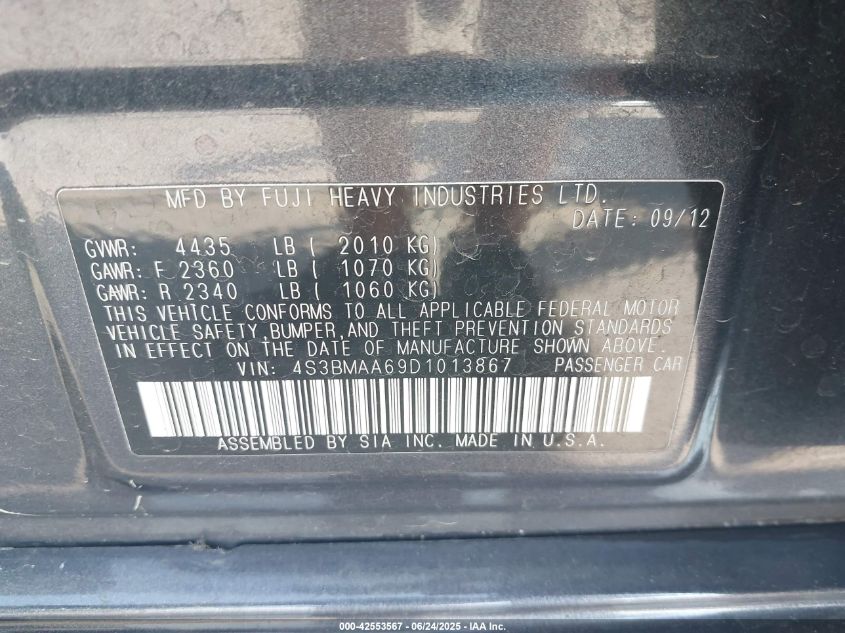 MFD BY FUJI HEAVY INDUSTRIES LTD.
DATE: 09/12
GVWR: 4435 LB ( 2010 KG)
GAWR: F 2360 LB ( 1070 KG)
GAWR: R 2340 LB ( 1060 KG)
THIS VEHICLE CONFORMS TO ALL APPLICABLE FEDERAL MOTOR
VEHICLE SAFETY, BUMPER, AND THEFT PREVENTION STANDARDS
IN EFFECT ON THE DATE OF MANUFACTURE SHOWN ABOVE.
VIN: 4S3BMAA69D1013867 PASSENGER CAR
ASSEMBLED BY SIA INC. MADE IN U.S.A.
000-42553567 - 06/24/2025 - IAA Inc.